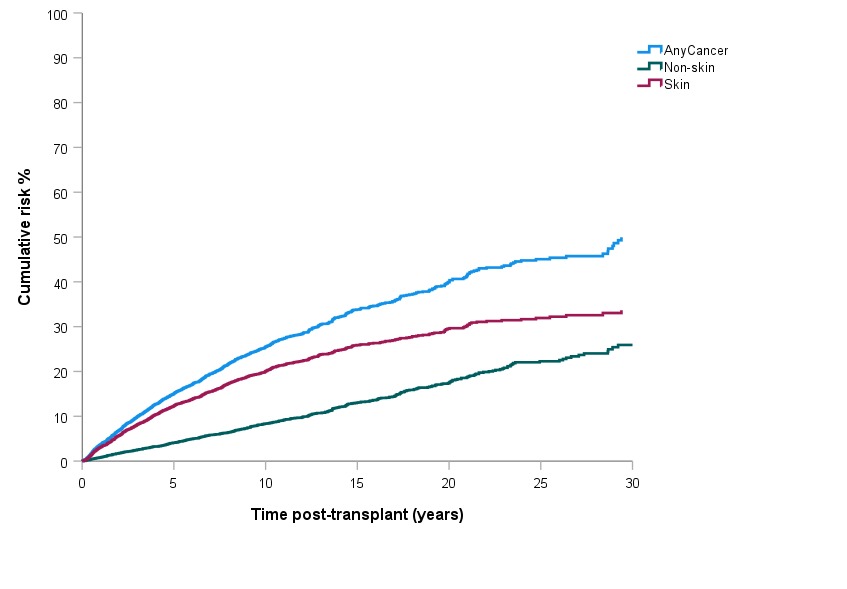 100
90
80
70
60
50
40
30
20
10
0
Cumulative risk %
0 5 10 15 20 25 30
Time post-transplant (years)
AnyCancer
Non-skin
Skin